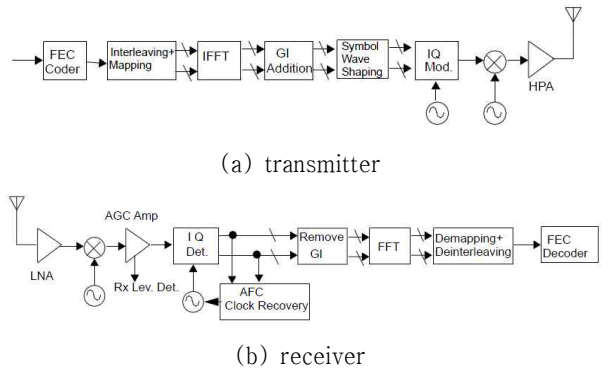 FEC
Coder
Interleaving+
Mapping
IFFT
GI
Addition
Symbol
Wave
Shaping
IQ
Mod.
HPA
(a) transmitter
AGC Amp
LNA
Rx Lev. Det.
I Q
Det.
AFC
Clock Recovery
Remove
GI
FFT
Demapping+
Deinterleaving
FEC
Decoder
(b) receiver